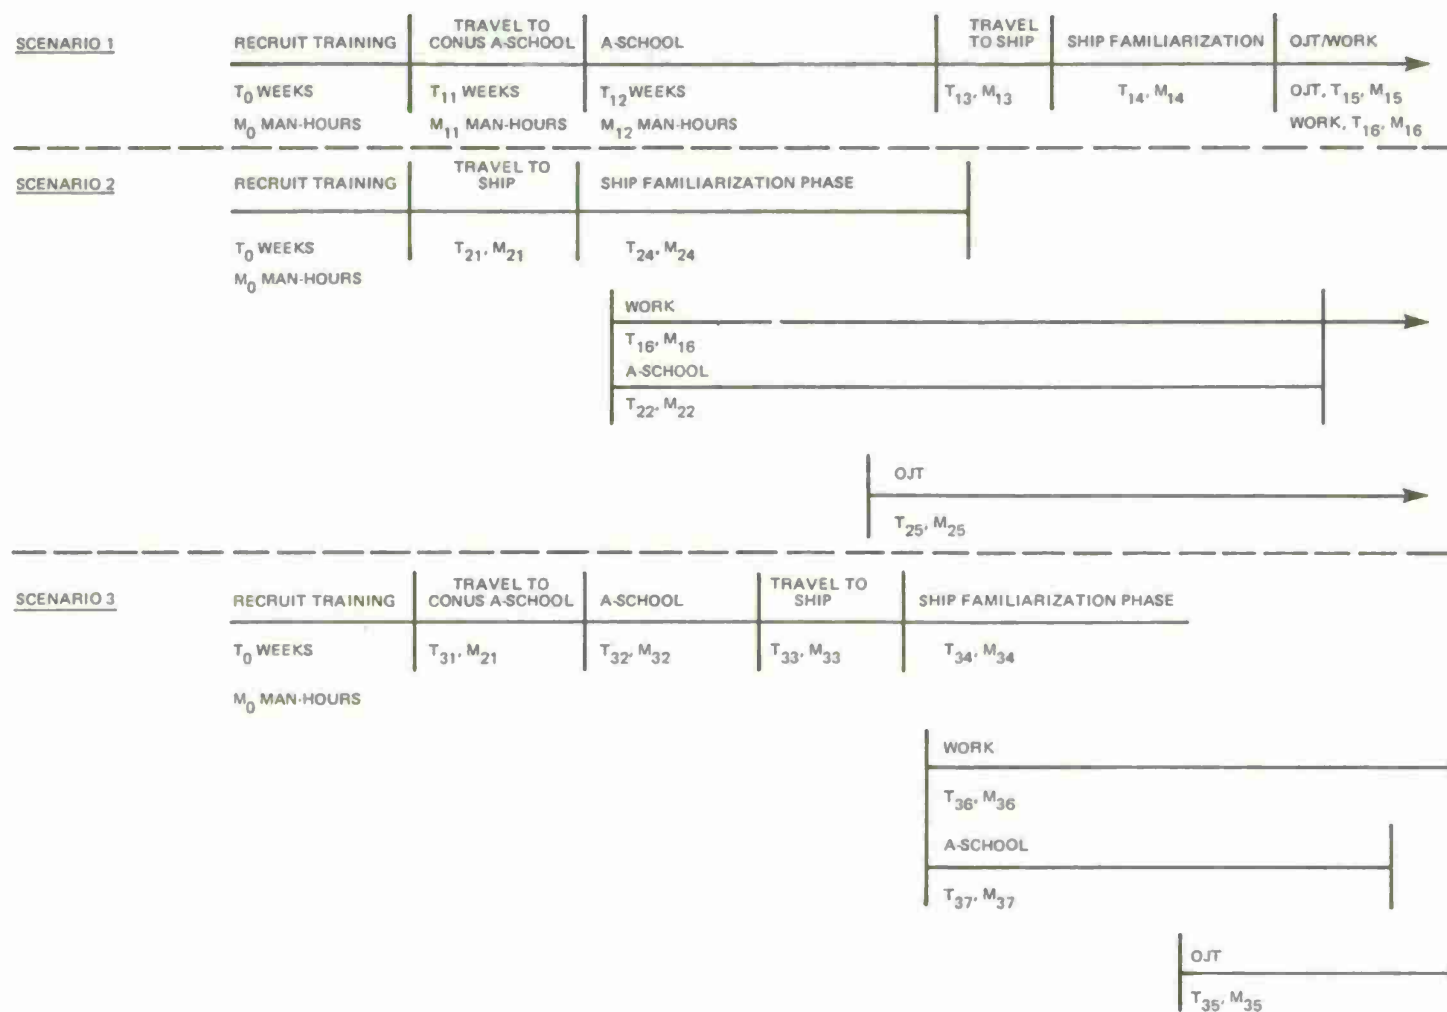 SCENARIO 1
RECRUIT TRAINING
TRAVEL TO
CONUS A-SCHOOL
A-SCHOOL
TRAVEL
TO SHIP
SHIP FAMILIARIZATION
OJT/WORK
T0 WEEKS
M0 MAN-HOURS
T11 WEEKS
M11 MAN-HOURS
T12 WEEKS
M12 MAN-HOURS
T13, M13
T14, M14
OJT, T15, M15
WORK, T16, M16
SCENARIO 2
RECRUIT TRAINING
TRAVEL TO
SHIP
SHIP FAMILIARIZATION PHASE
T0 WEEKS
M0 MAN-HOURS
T21, M21
T24, M24
WORK
T16, M16
A-SCHOOL
T22, M22
OJT
T25, M25
SCENARIO 3
RECRUIT TRAINING
TRAVEL TO
CONUS A-SCHOOL
A-SCHOOL
TRAVEL TO
SHIP
SHIP FAMILIARIZATION PHASE
T0 WEEKS
M0 MAN-HOURS
T31, M21
T32, M32
T33, M33
T34, M34
WORK
T36, M36
A-SCHOOL
T37, M37
OJT
T35, M35